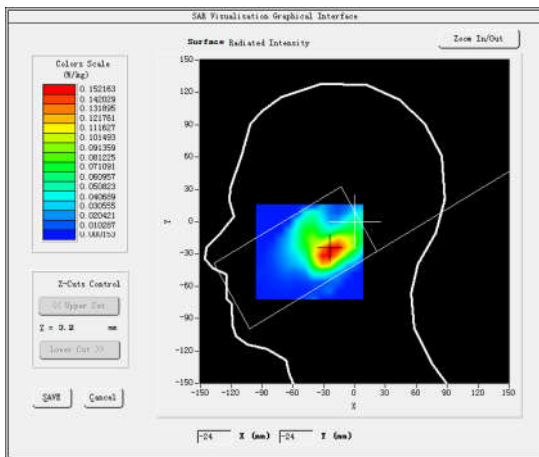 SAR Visualisation Graphical Interface
Surface Radiated Intensity
Zoom In/Out
Colors Scale
(W/kg)
0.152163
0.142029
0.131895
0.121761
0.111627
0.101493
0.091359
0.081225
0.071091
0.060957
0.050823
0.040689
0.030555
0.020421
0.010287
0.000153
150
120
90
60
30
0
-30
-60
-90
-120
-150
Y
-150 -120 -90 -60 -30 0 30 60 90 120 150
X
Z-Cuts Control
<< Upper Cut
Z = 3.2 mm
Lower Cut >>
SAVE Cancel
-24 X (mm) -24 Y (mm)